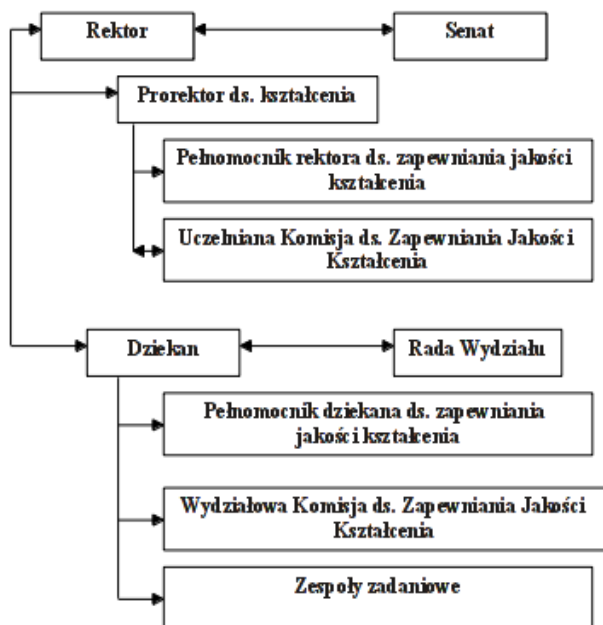 Rektor
Senat
Prorektor ds. kształcenia
Pełnomocnik rektora ds. zapewniania jakości
kształcenia
Uczelniana Komisja ds. Zapewniania Jakości
Kształcenia
Dziekan
Rada Wydziału
Pełnomocnik dziekana ds. zapewniania
jakości kształcenia
Wydziałowa Komisja ds. Zapewniania Jakości
Kształcenia
Zespoły zadaniowe